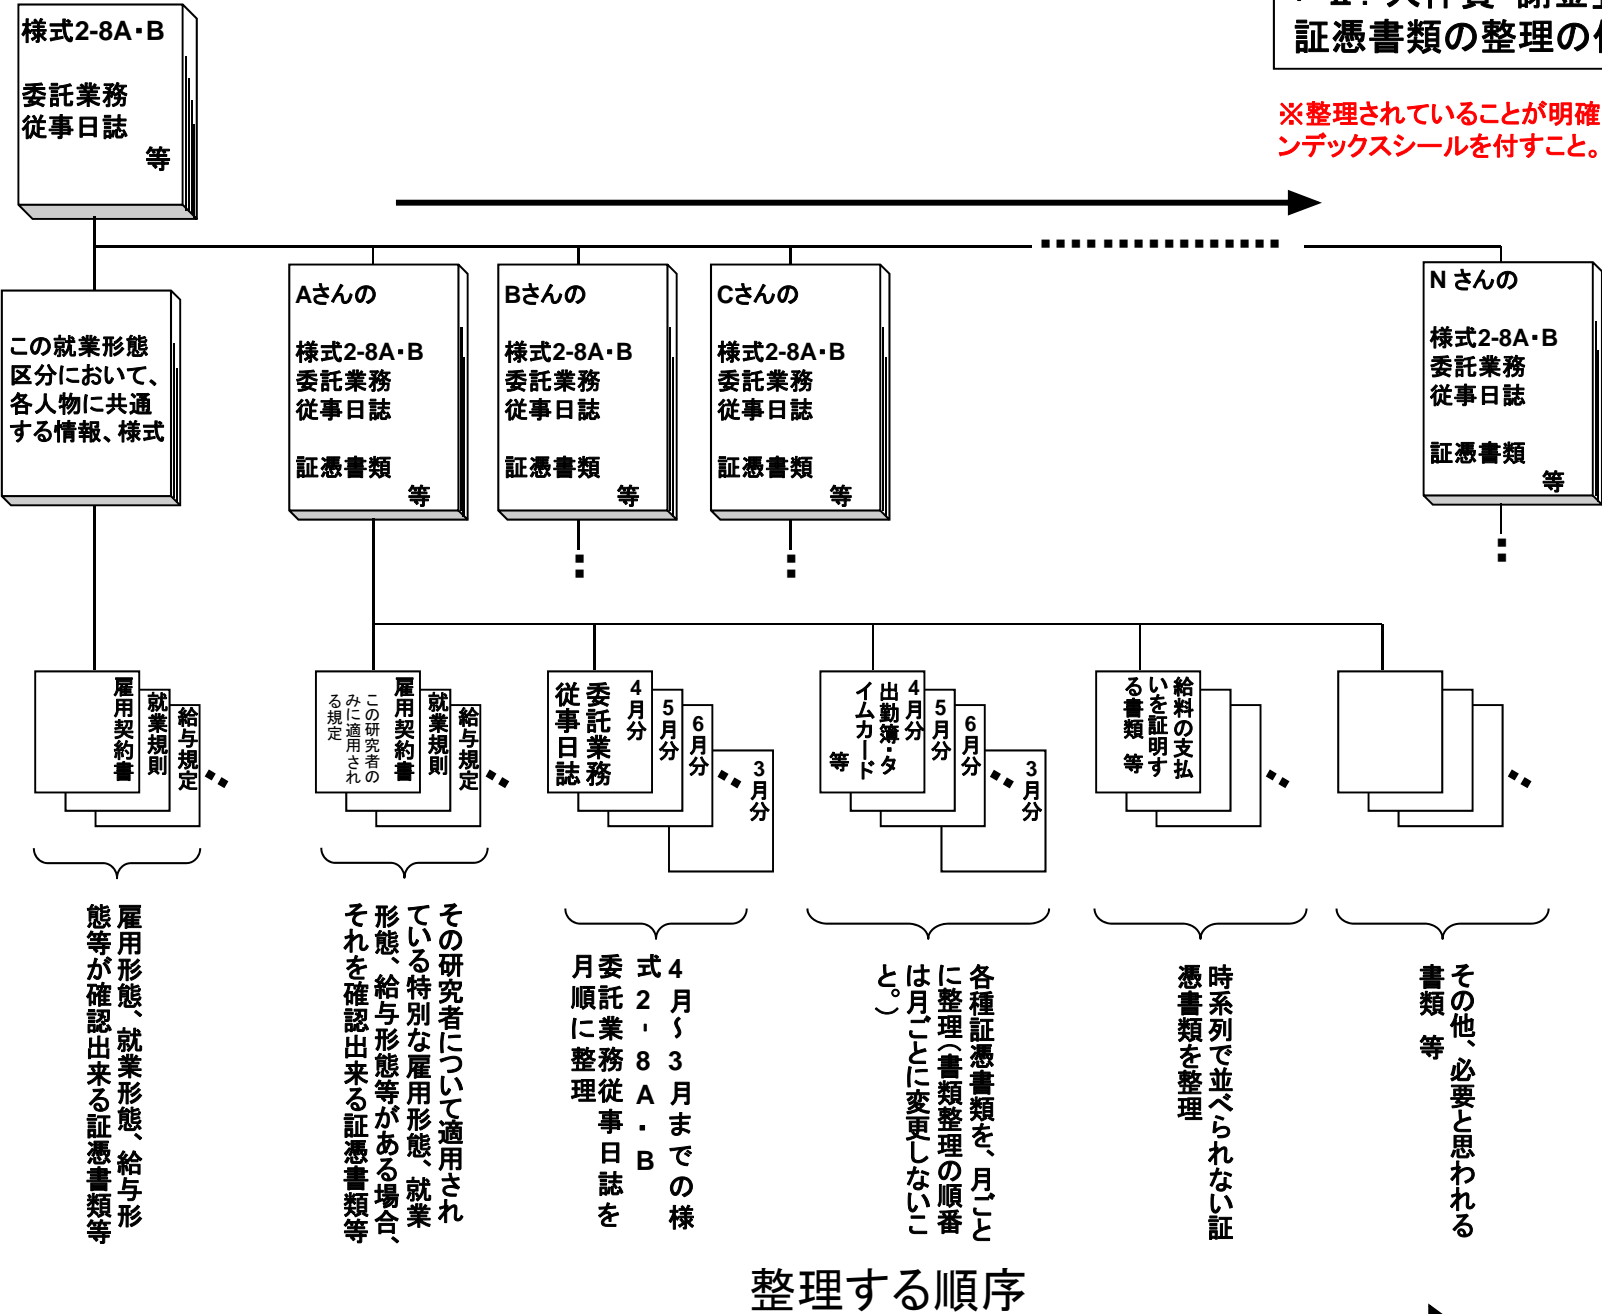 様式2-8A・B
委託業務
従事日誌
等
証憑書類の整理の
※整理されていることが明確
ンデックスシールを付すこと。
この就業形態
区分において、
各人物に共通
する情報、様式
Aさんの
様式2-8A・B
委託業務
従事日誌
証憑書類
等
Bさんの
様式2-8A・B
委託業務
従事日誌
証憑書類
等
Cさんの
様式2-8A・B
委託業務
従事日誌
証憑書類
等
N さんの
様式2-8A・B
委託業務
従事日誌
証憑書類
等
雇用契約書
就業規則
給与規定
雇用契約書
この研究者の
みに適用され
る規定
就業規則
給与規定
4月分
委託業務
従事日誌
5月分
6月分
3月分
4月分
出勤簿・タ
イムカード
等
5月分
6月分
3月分
給料の支払
いを証明す
る書類 等
雇用形態、就業形態、給与形
態等が確認出来る証憑書類等
その研究者について適用され
ている特別な雇用形態、就業
形態、給与形態等がある場合、
それを確認出来る証憑書類等
4月～3月までの様
式2-8A・B
委託業務従事日誌を
月順に整理
各種証憑書類を、月ごと
に整理（書類整理の順番
は月ごとに変更しないこ
と。）
時系列で並べられない証
憑書類を整理
その他、必要と思われる
書類 等
整理する順序